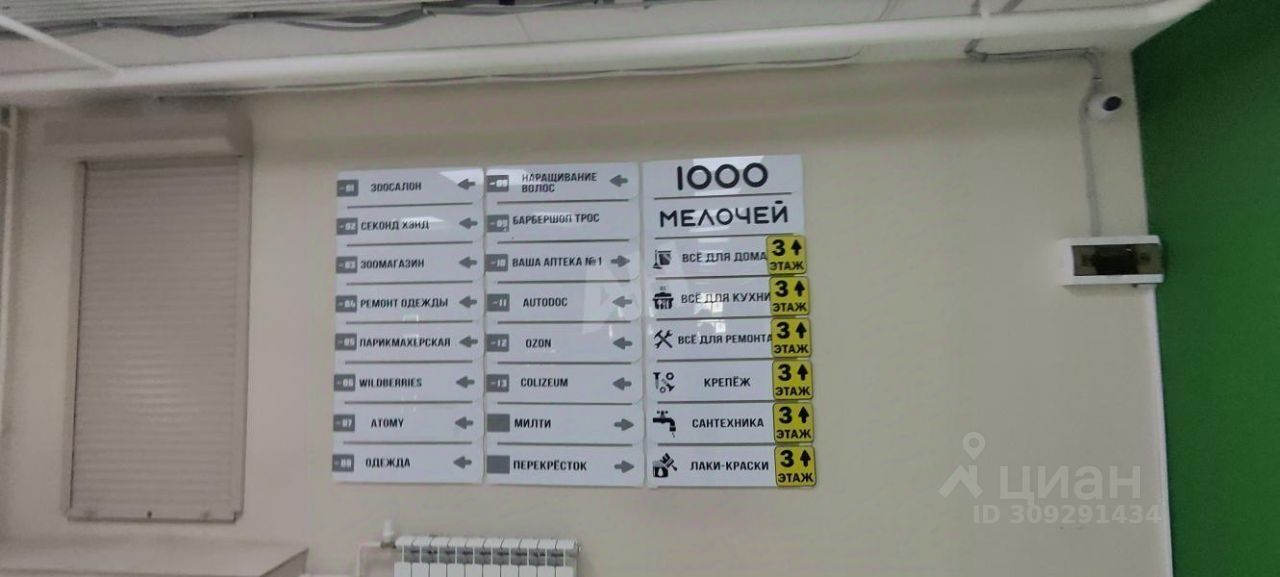 -01 ЗООСАЛОН
-02 СЕКОНД ХЭНД
-03 ЗООМАГАЗИН
-04 РЕМОНТ ОДЕЖДЫ
-05 ПАРИКМАХЕРСКАЯ
-06 WILDBERRIES
-07 ATOMY
-08 ОДЕЖДА
НАРАЩИВАНИЕ
ВОЛОС
-09 БАРБЕРШОП ТРОС
-10 ВАША АПТЕКА №1
-11 AUTODOC
-12 OZON
-13 COLIZEUM
МИЛТИ
ПЕРЕКРЁСТОК
1000
МЕЛОЧЕЙ
ВСЁ ДЛЯ ДОМА 3
ЭТАЖ
ВСЁ ДЛЯ КУХНИ 3
ЭТАЖ
ВСЁ ДЛЯ РЕМОНТА 3
ЭТАЖ
КРЕПЁЖ 3
ЭТАЖ
САНТЕХНИКА 3
ЭТАЖ
ЛАКИ-КРАСКИ 3
ЭТАЖ
циан
ID 309291434